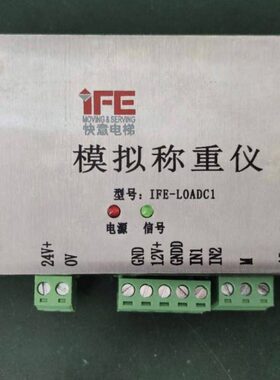 IFE
MOVING & SERVING
快意电梯
模拟称重仪
型号: IFE-LOADC1
电源 信号
24V+ 0V GND 12V+ GNDD IN1 IN2 M